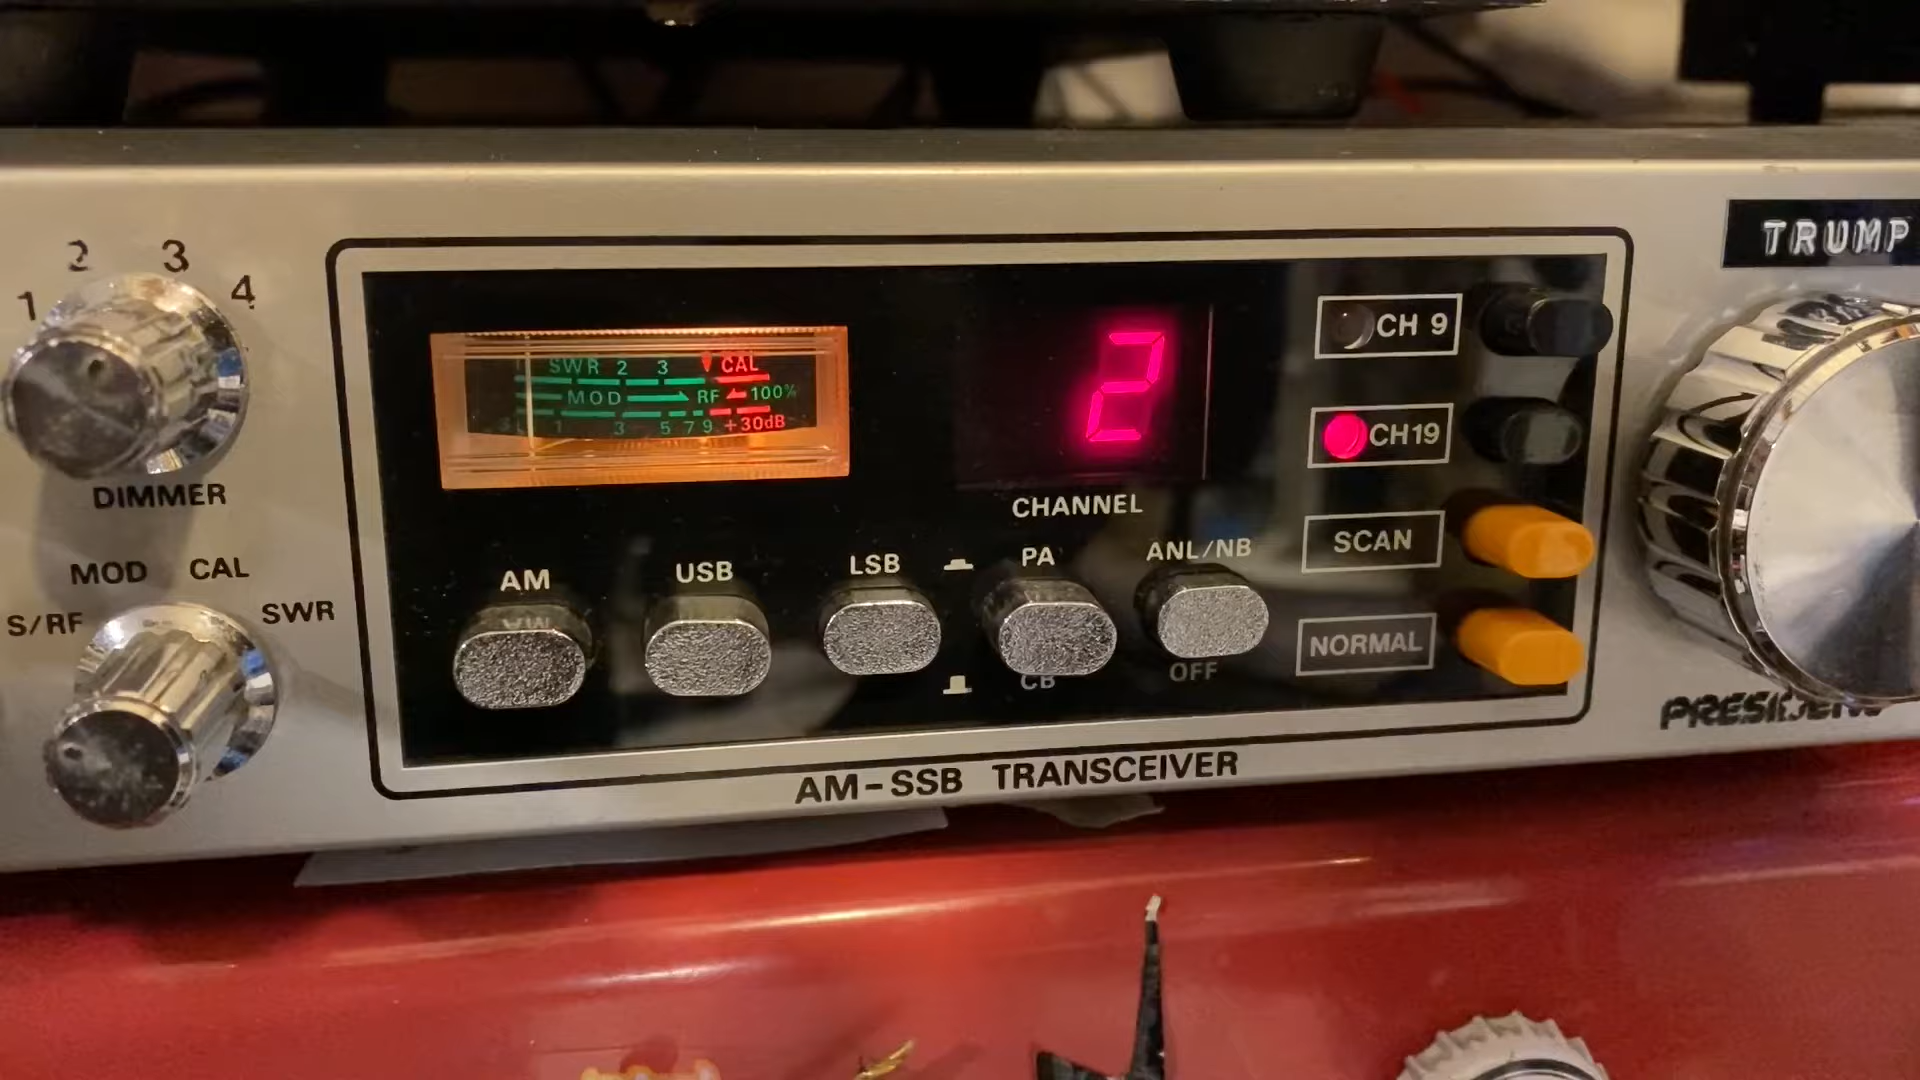 2 3
1 4
DIMMER
MOD CAL
S/RF SWR
SWR 2 3 CAL
MOD RF 100%
1 3 5 7 9 +30dB
2
CHANNEL
AM USB LSB PA ANL/NB
CB OFF
CH 9
CH19
SCAN
NORMAL
AM-SSB TRANSCEIVER
TRUMP
PRESIDENT